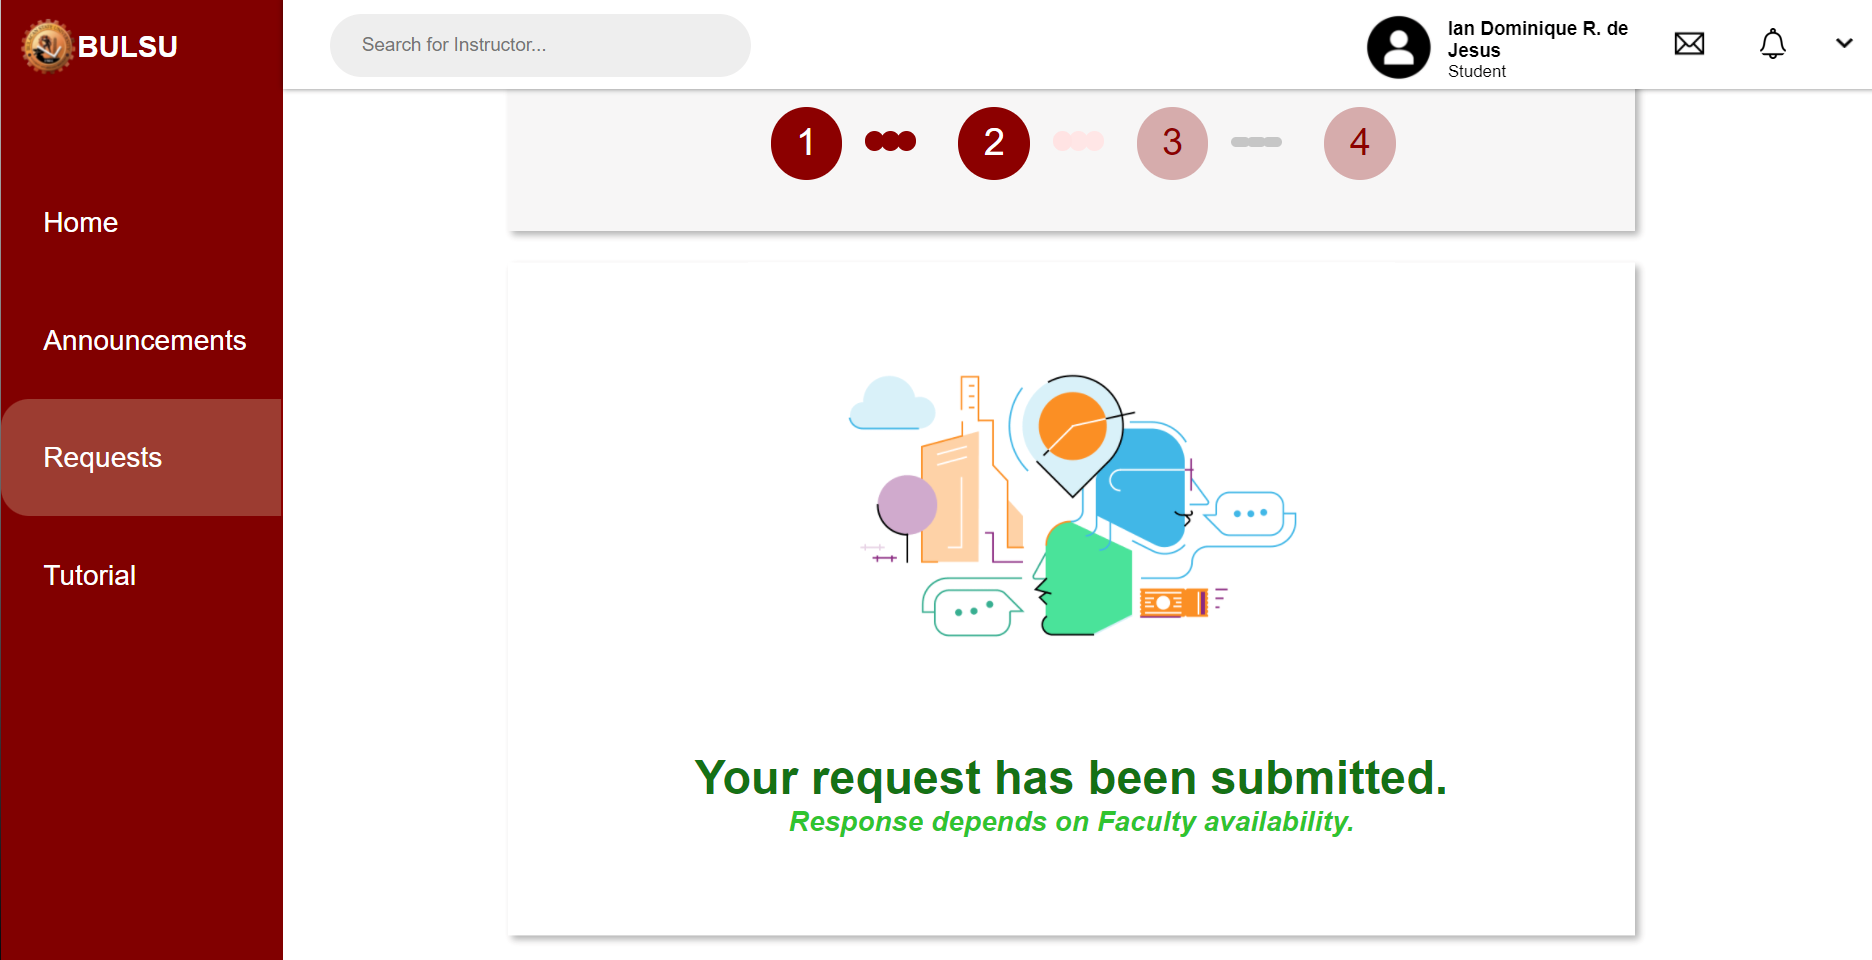 BULSU
Search for Instructor...
Ian Dominique R. de
Jesus
Student
Home
Announcements
Requests
Tutorial
1
2
3
4
Your request has been submitted.
Response depends on Faculty availability.